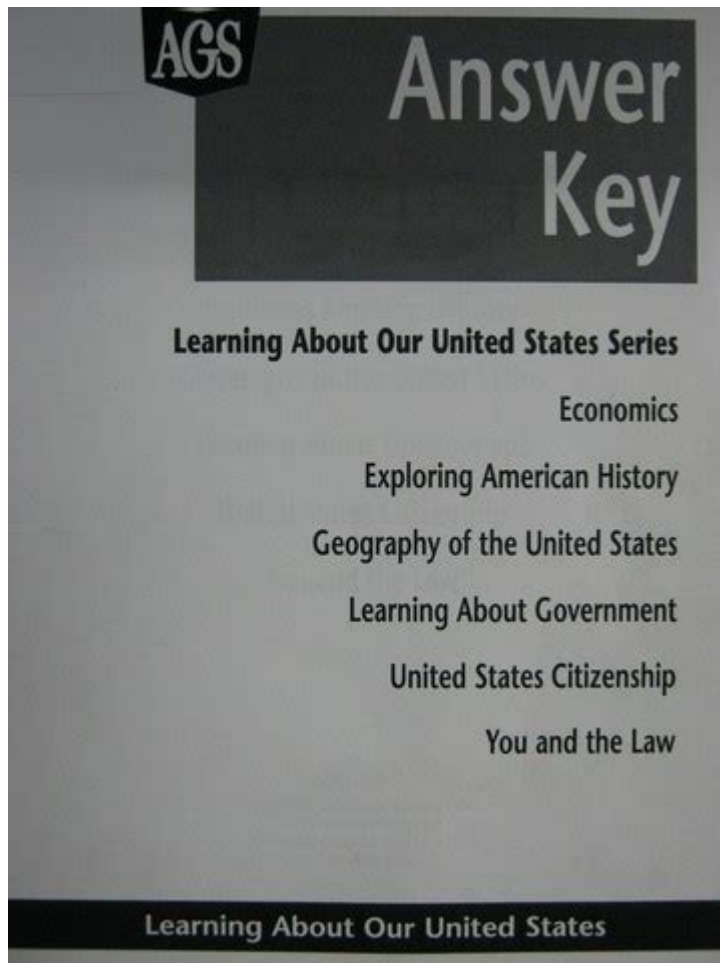 AGS
Answer
Key
Learning About Our United States Series
Economics
Exploring American History
Geography of the United States
Learning About Government
United States Citizenship
You and the Law
Learning About Our United States